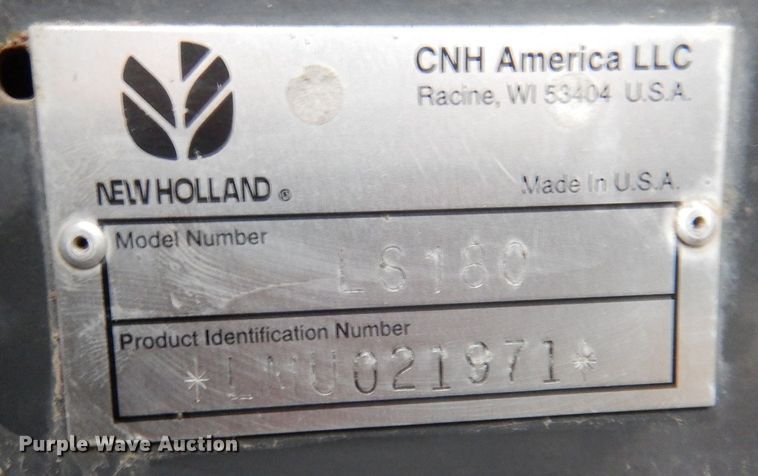 CNH America LLC
Racine, WI 53404 U.S.A.
NEW HOLLAND ®
Made In U.S.A.
Model Number
LS180
Product Identification Number
*LMU021971*
Purple Wave Auction